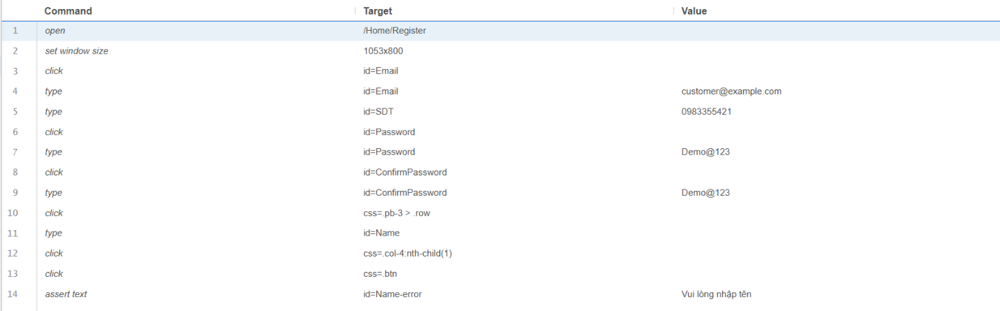 Command Target Value
1 open /Home/Register
2 set window size 1053x800
3 click id=Email
4 type id=Email customer@example.com
5 type id=SDT 0983355421
6 click id=Password
7 type id=Password Demo@123
8 click id=ConfirmPassword
9 type id=ConfirmPassword Demo@123
10 click css=.pb-3 > .row
11 type id=Name
12 click css=.col-4:nth-child(1)
13 click css=.btn
14 assert text id=Name-error Vui lòng nhập tên